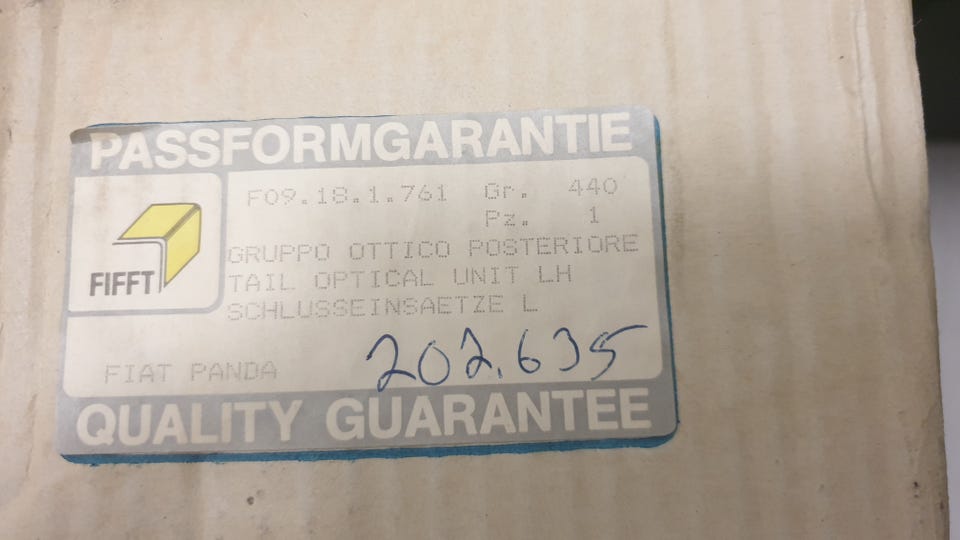 PASSFORMGARANTIE
F09.18.1.761 Gr. 440
Pz. 1
GRUPPO OTTICO POSTERIORE
TAIL OPTICAL UNIT LH
SCHLUSSEINSAETZE L
FIFFT
FIAT PANDA 202.635
QUALITY GUARANTEE